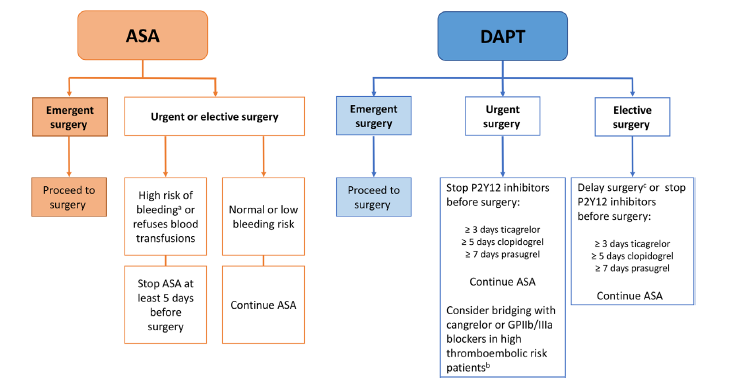 ASA
Emergent
surgery
Urgent or elective surgery
Proceed to
surgery
High risk of
bleedingᵃ or
refuses blood
transfusions
Normal or low
bleeding risk
Stop ASA at
least 5 days
before
surgery
Continue ASA
DAPT
Emergent
surgery
Urgent
surgery
Elective
surgery
Proceed to
surgery
Stop P2Y12 inhibitors
before surgery:
≥ 3 days ticagrelor
≥ 5 days clopidogrel
≥ 7 days prasugrel
Continue ASA
Consider bridging with
cangrelor or GPIIb/IIIa
blockers in high
thromboembolic risk
patientsᵇ
Delay surgeryᶜ or stop
P2Y12 inhibitors
before surgery:
≥ 3 days ticagrelor
≥ 5 days clopidogrel
≥ 7 days prasugrel
Continue ASA